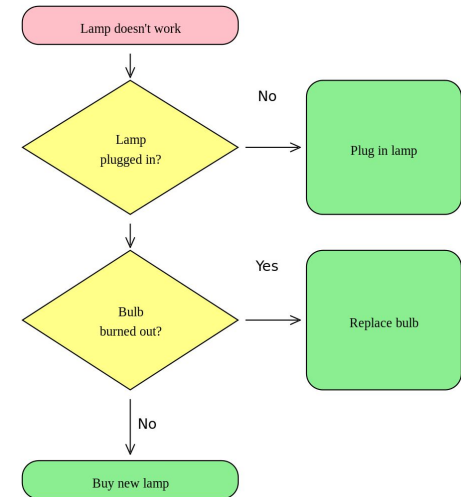 Lamp doesn't work
Lamp
plugged in?
No
Plug in lamp
Bulb
burned out?
Yes
Replace bulb
No
Buy new lamp